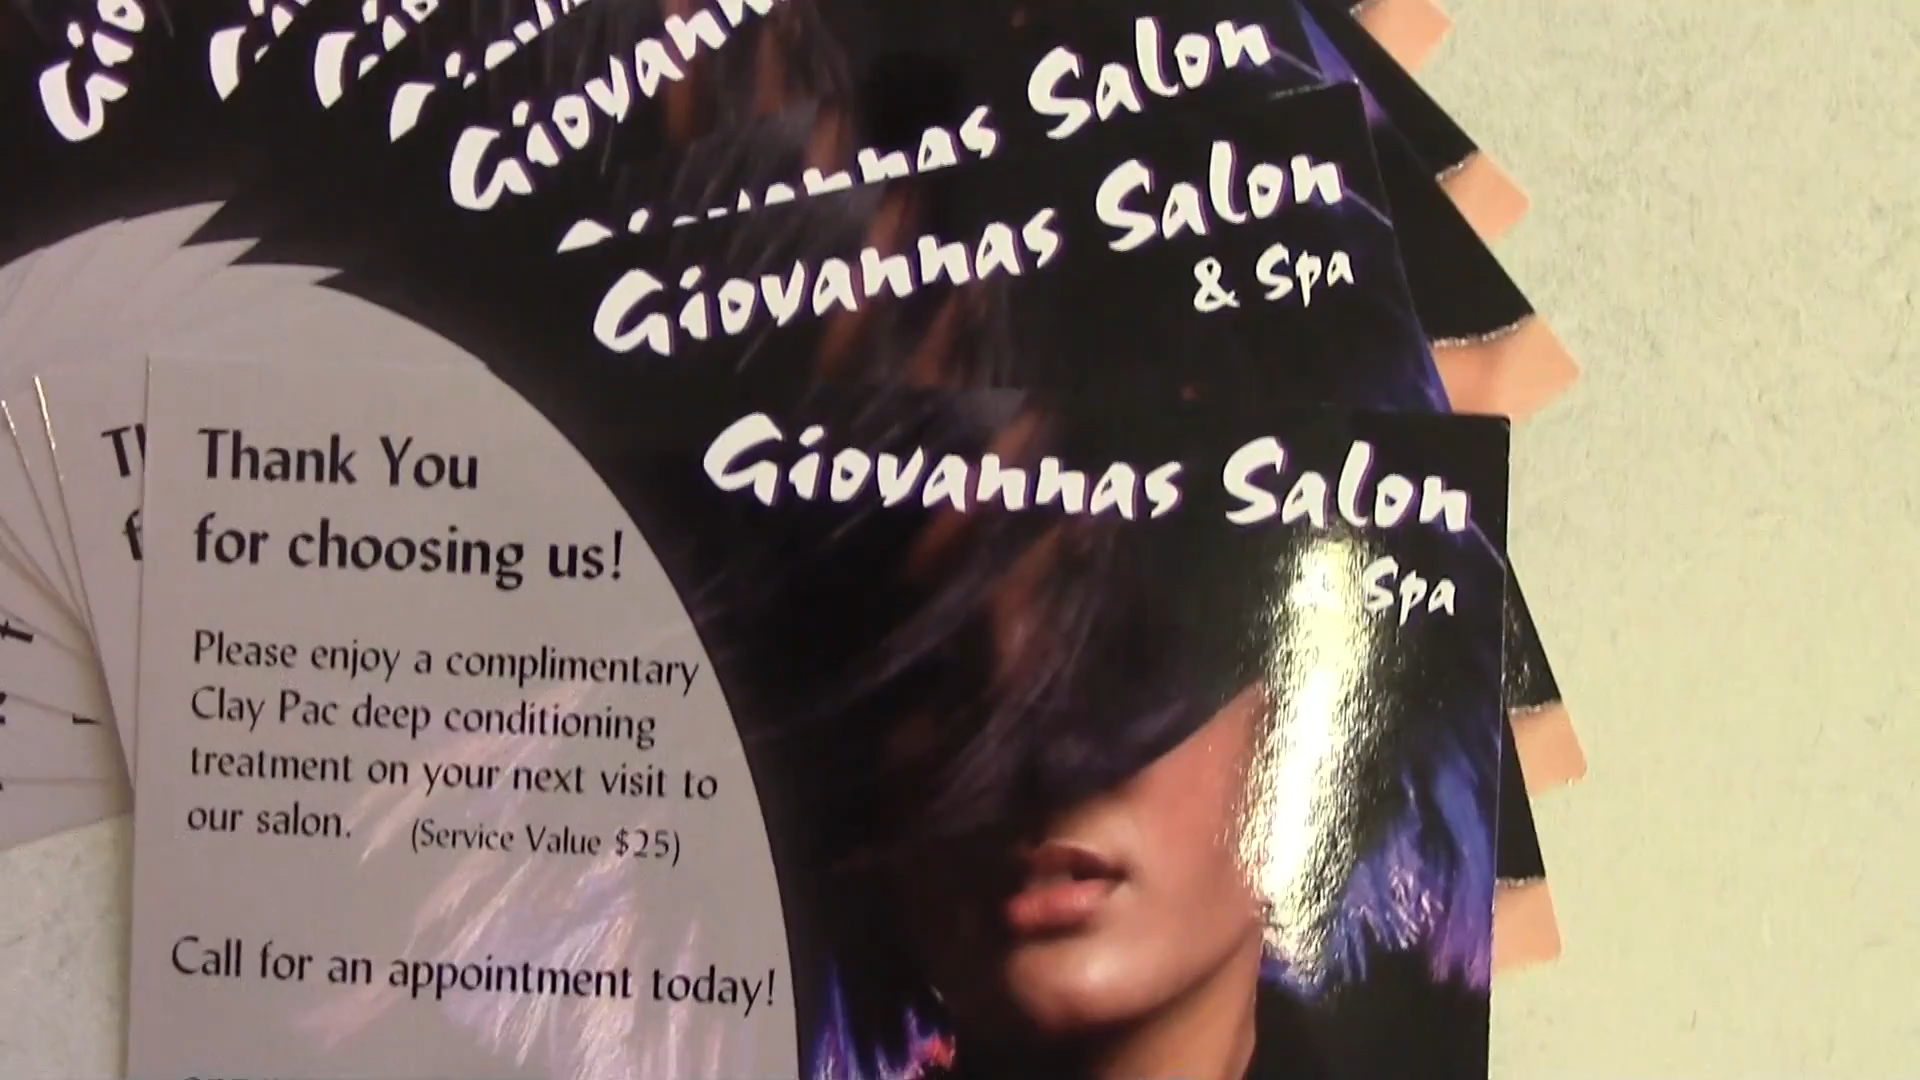 Giovannas Salon
Giovannas Salon
& Spa
Giovannas Salon
Spa
Thank You
for choosing us!
Please enjoy a complimentary
Clay Pac deep conditioning
treatment on your next visit to
our salon. (Service Value $25)
Call for an appointment today!